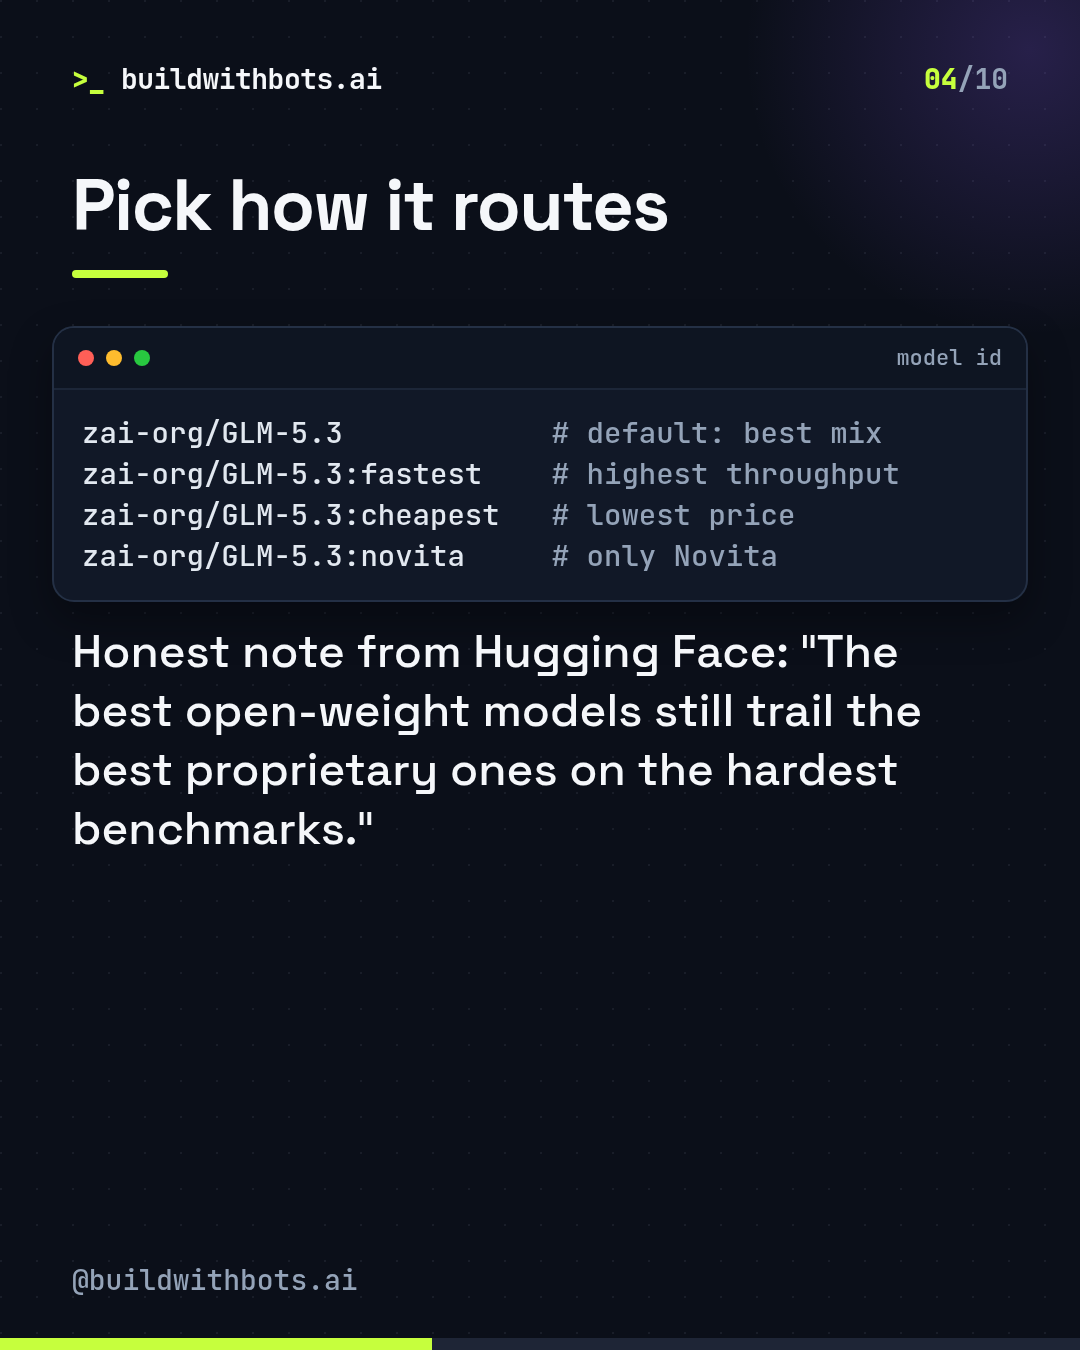 >_ buildwithbots.ai
04/10
Pick how it routes
model id
zai-org/GLM-5.3 # default: best mix
zai-org/GLM-5.3:fastest # highest throughput
zai-org/GLM-5.3:cheapest # lowest price
zai-org/GLM-5.3:novita # only Novita
Honest note from Hugging Face: "The
best open-weight models still trail the
best proprietary ones on the hardest
benchmarks."
@buildwithbots.ai